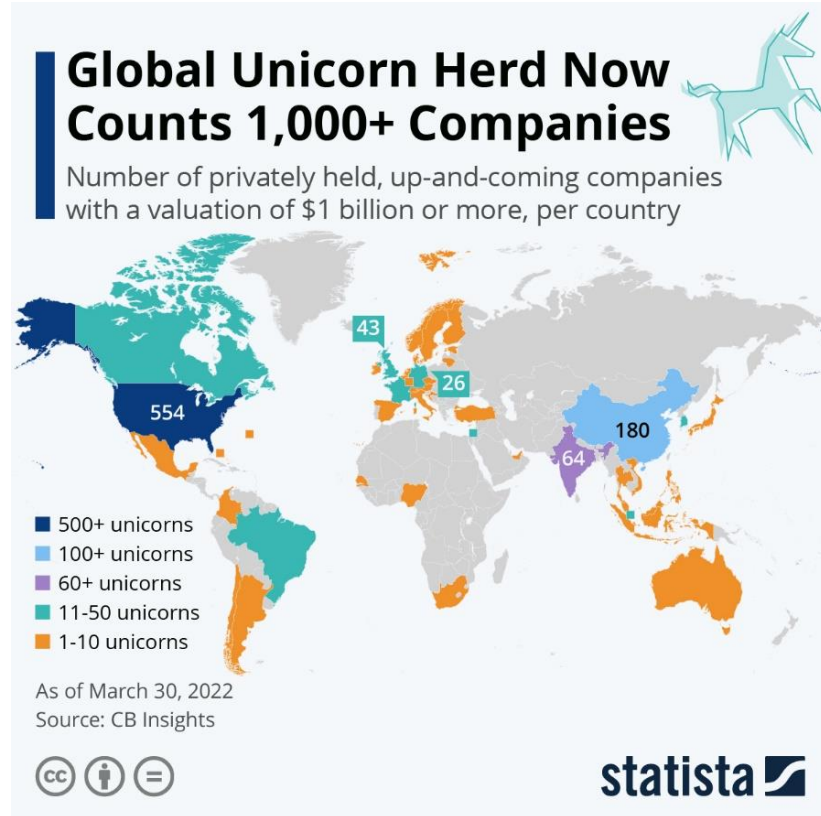 Global Unicorn Herd Now
Counts 1,000+ Companies
Number of privately held, up-and-coming companies
with a valuation of $1 billion or more, per country
43
26
554
180
64
500+ unicorns
100+ unicorns
60+ unicorns
11-50 unicorns
1-10 unicorns
As of March 30, 2022
Source: CB Insights
cc
statista